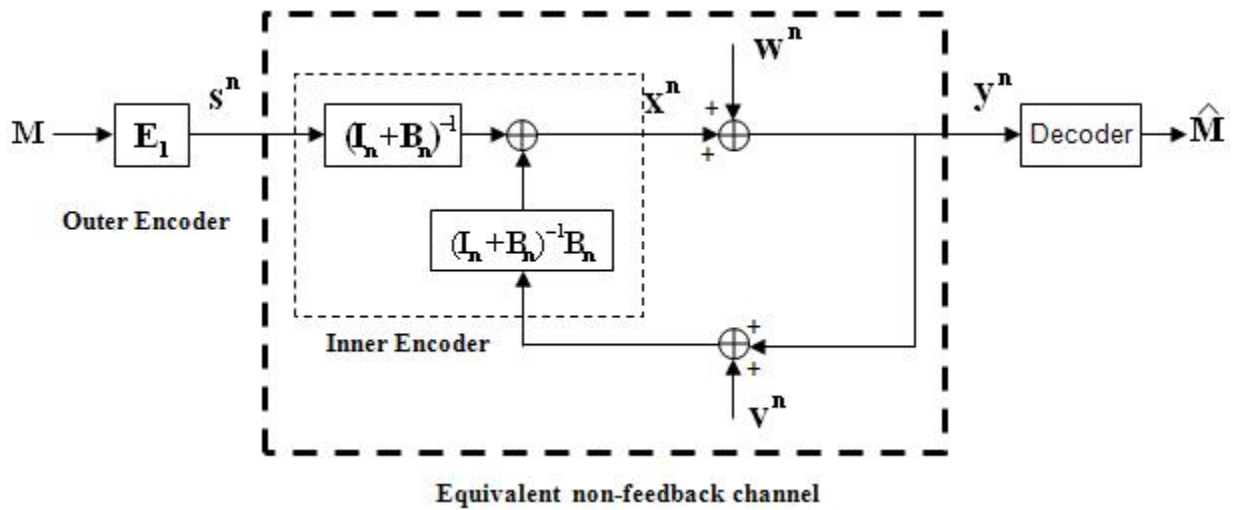 W^n
s^n
X^n
y^n
M
E_1
(I_n+B_n)^-1
+
+
Decoder
M̂
Outer Encoder
(I_n+B_n)^-1 B_n
Inner Encoder
+
+
V^n
Equivalent non-feedback channel